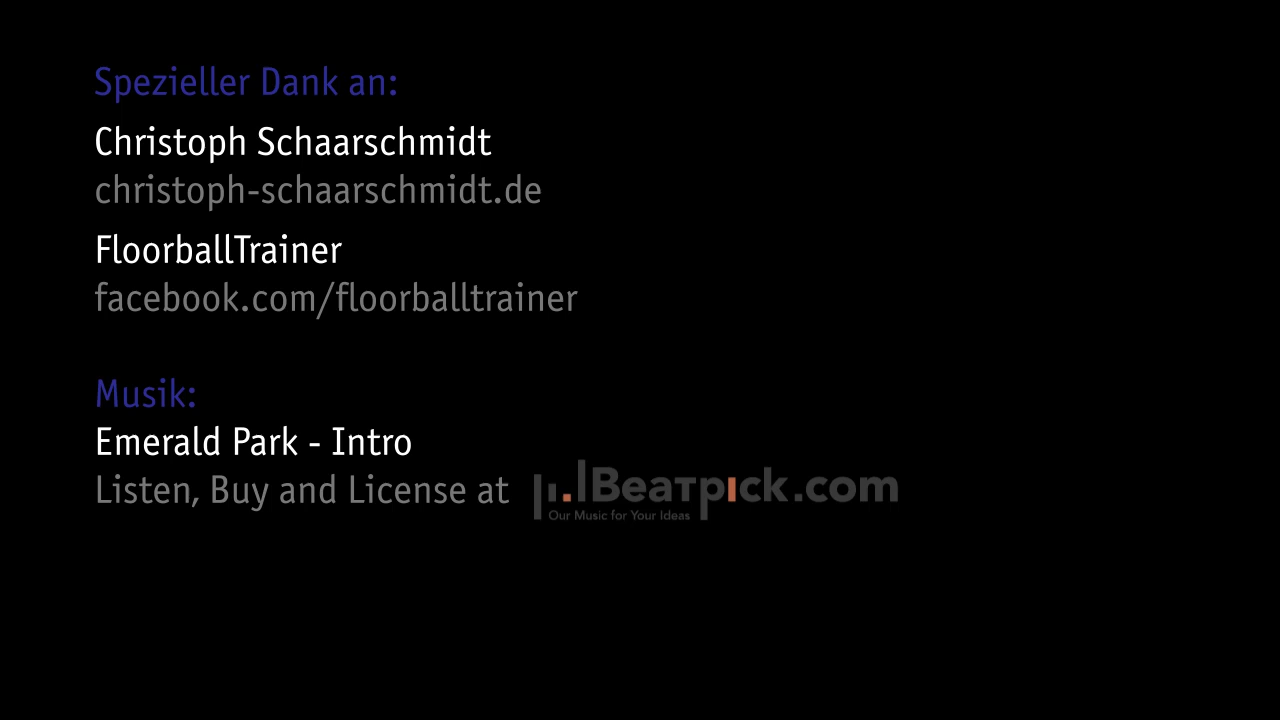 Spezieller Dank an:
Christoph Schaarschmidt
christoph-schaarschmidt.de
FloorballTrainer
facebook.com/floorballtrainer
Musik:
Emerald Park - Intro
Listen, Buy and License at Beatpick.com
Our Music for Your Ideas